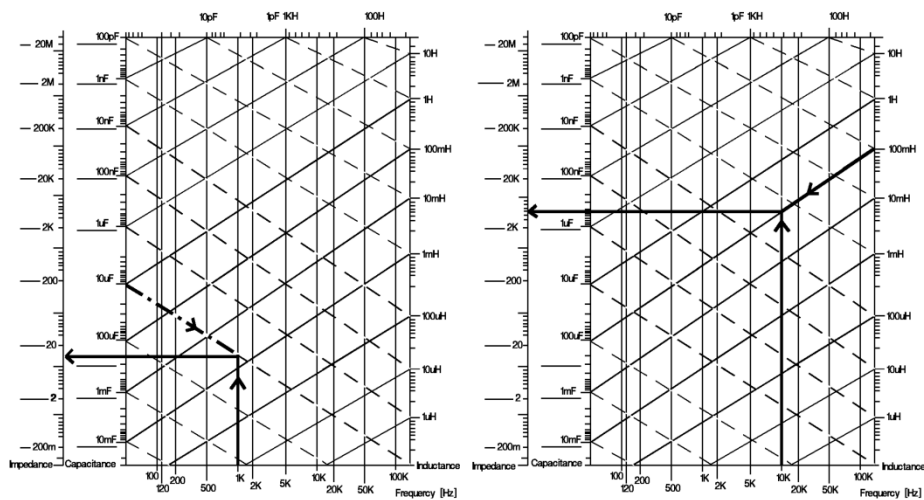 10pF 1pF 1KH 100H
20M 100pF 10H
2M 1nF 1H
200K 10nF 100mH
20K 100nF 10mH
2K 1uF 1mH
200 10uF 100uH
20 100uF 10uH
2 1mF 1uH
200m 10mF
Impedance Capacitance Inductance
100 120 200 500 1K 2K 5K 10K 20K 50K 100K
Frequency [Hz]
10pF 1pF 1KH 100H
20M 100pF 10H
2M 1nF 1H
200K 10nF 100mH
20K 100nF 10mH
2K 1uF 1mH
200 10uF 100uH
20 100uF 10uH
2 1mF 1uH
200m 10mF
Impedance Capacitance Inductance
100 120 200 500 1K 2K 5K 10K 20K 50K 100K
Frequency [Hz]